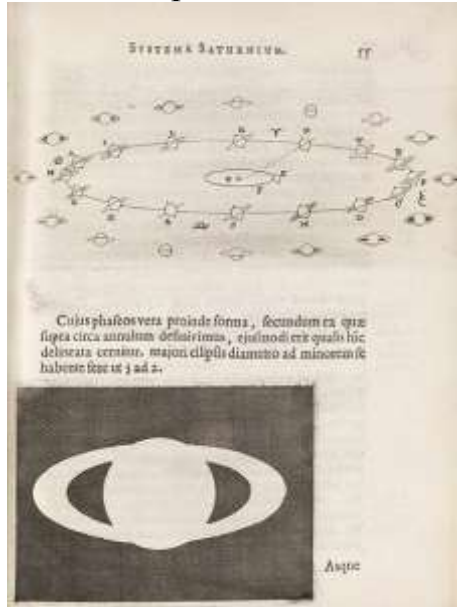 SYSTEMA SATURNIUM. 55
Cujus phaseos vera proinde forma, secundum ea quæ
supra circa annulum definivimus, ejusmodi erit qualis hic
delineata cernitur, majori ellipsis diametro ad minorem se
habente fere ut 5 ad 2.
Atque